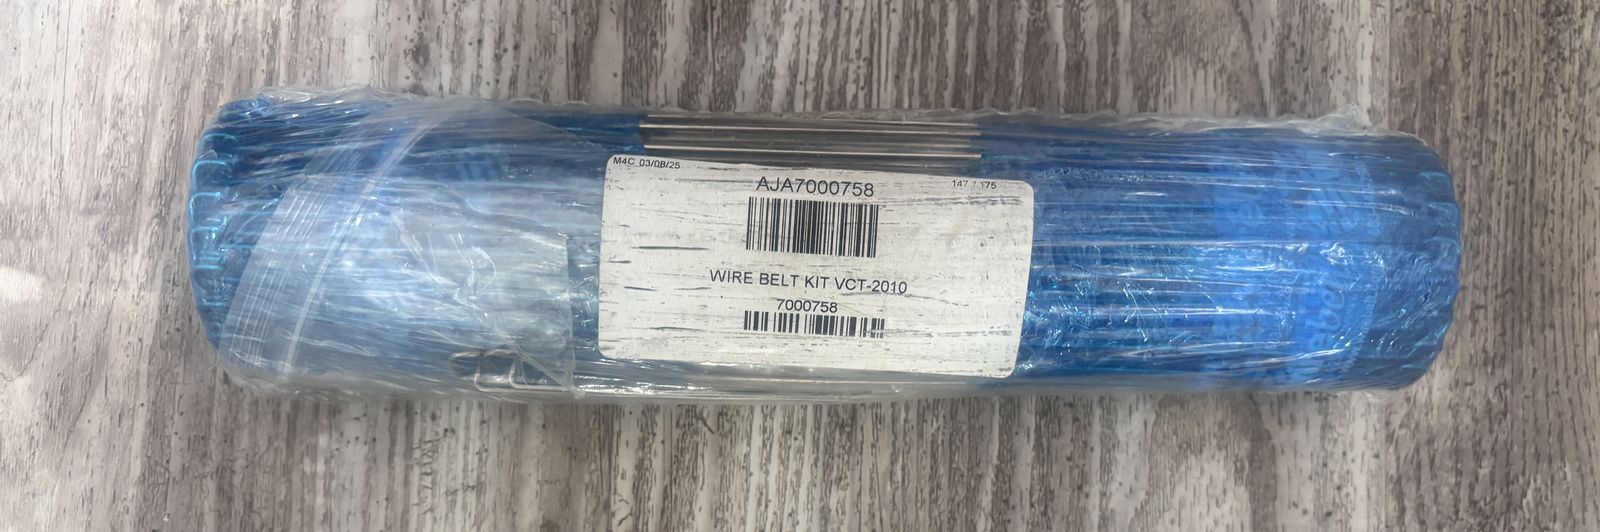 M4C 03/08/25
147 / 175
AJA7000758
WIRE BELT KIT VCT-2010
7000758